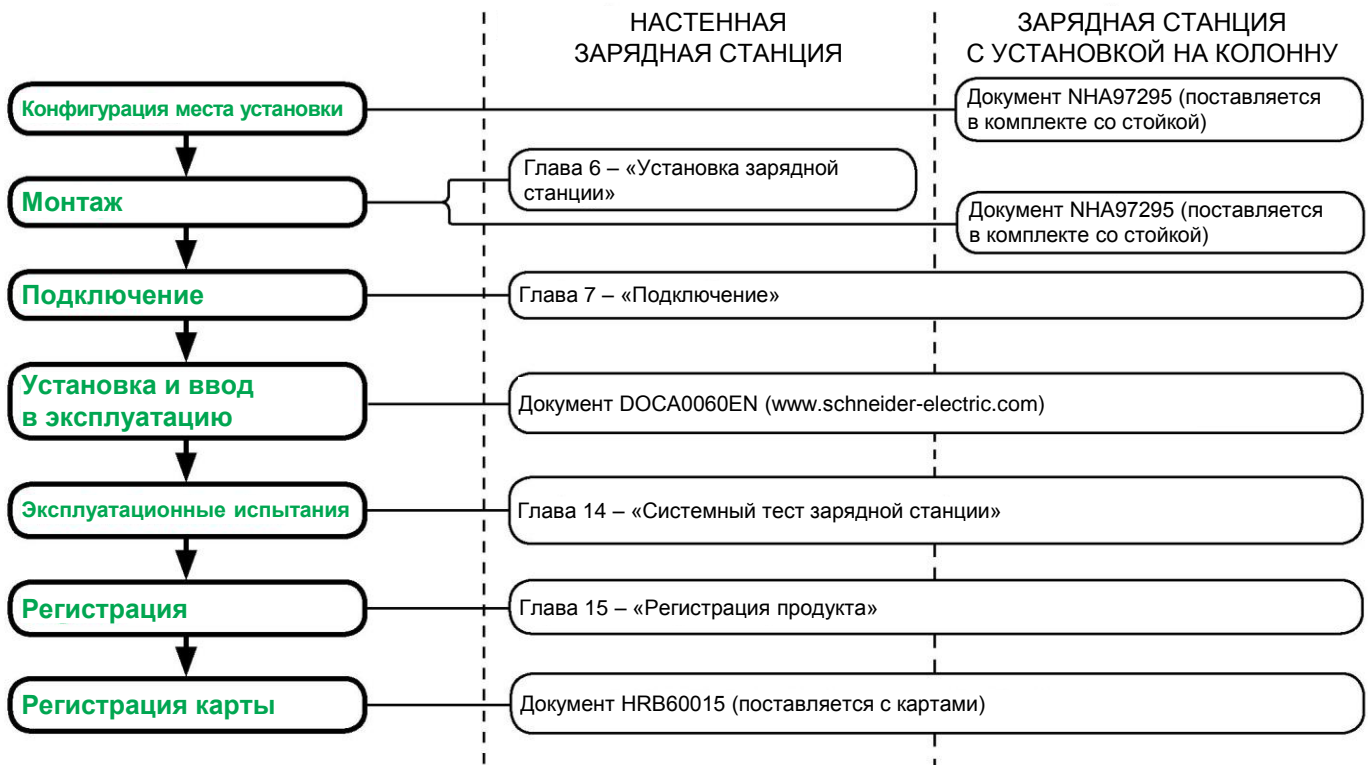 НАСТЕННАЯ
ЗАРЯДНАЯ СТАНЦИЯ
ЗАРЯДНАЯ СТАНЦИЯ
С УСТАНОВКОЙ НА КОЛОННУ
Конфигурация места установки
Документ NHA97295 (поставляется
в комплекте со стойкой)
Монтаж
Глава 6 – «Установка зарядной
станции»
Документ NHA97295 (поставляется
в комплекте со стойкой)
Подключение
Глава 7 – «Подключение»
Установка и ввод
в эксплуатацию
Документ DOCA0060EN (www.schneider-electric.com)
Эксплуатационные испытания
Глава 14 – «Системный тест зарядной станции»
Регистрация
Глава 15 – «Регистрация продукта»
Регистрация карты
Документ HRB60015 (поставляется с картами)